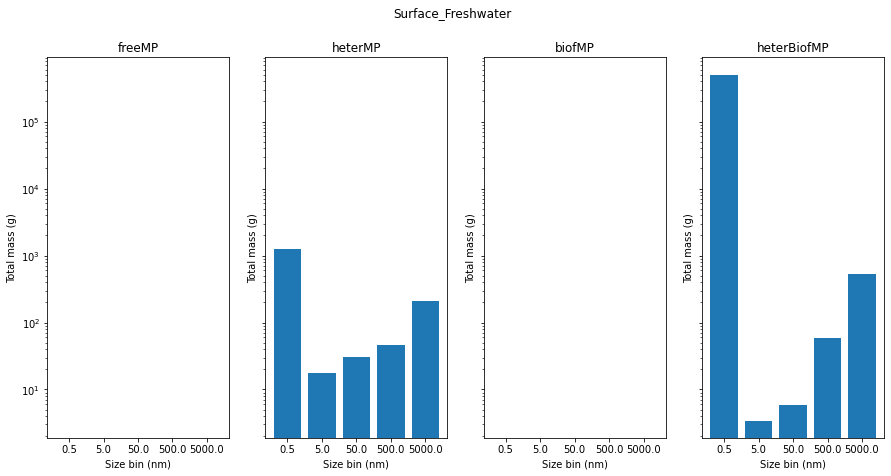 Surface_Freshwater
freeMP
heterMP
biofMP
heterBiofMP
Total mass (g)
10^5
10^4
10^3
10^2
10^1
0.5 5.0 50.0 500.0 5000.0
Size bin (nm)
Total mass (g)
0.5 5.0 50.0 500.0 5000.0
Size bin (nm)
Total mass (g)
0.5 5.0 50.0 500.0 5000.0
Size bin (nm)
Total mass (g)
0.5 5.0 50.0 500.0 5000.0
Size bin (nm)